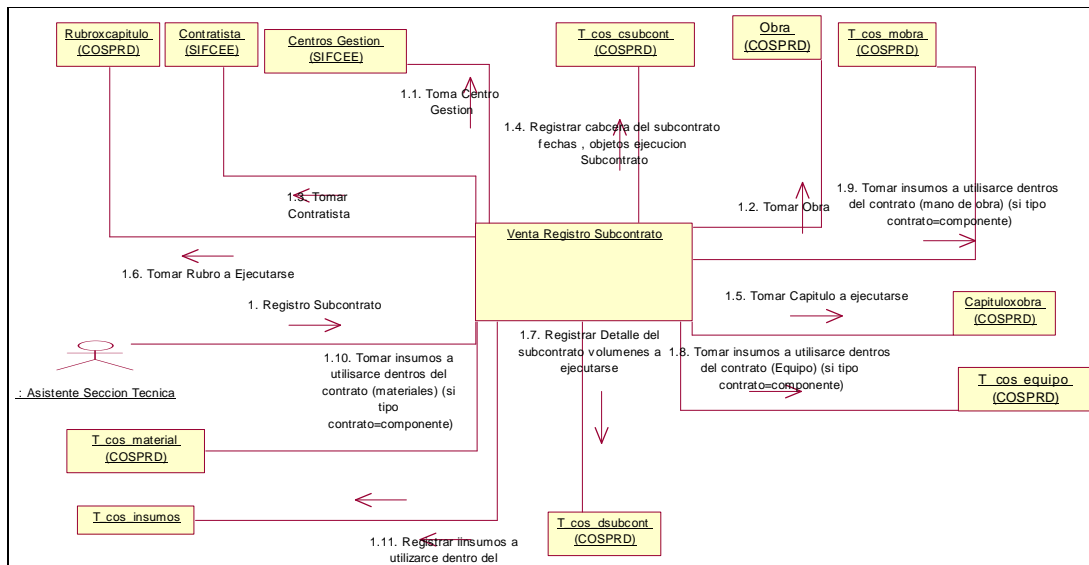 Rubroxcapitulo
(COSPRD)
Contratista
(SIFCEE)
Centros Gestion
(SIFCEE)
T_cos_csubcont
(COSPRD)
Obra
(COSPRD)
T_cos_mobra
(COSPRD)
1.1. Toma Centro
Gestion
1.4. Registrar cabcera del subcontrato
fechas , objetos ejecucion
Subcontrato
1.3. Tomar
Contratista
1.2. Tomar Obra
1.9. Tomar insumos a utilisarce dentros
del contrato (mano de obra) (si tipo
contrato=componente)
Venta Registro Subcontrato
1.6. Tomar Rubro a Ejecutarse
1. Registro Subcontrato
1.5. Tomar Capitulo a ejecutarse
Capituloxobra
(COSPRD)
1.7. Registrar Detalle del
subcontrato volumenes a
ejecutarse
1.8. Tomar insumos a utilisarce dentros
del contrato (Equipo) (si tipo
contrato=componente)
1.10. Tomar insumos a
utilisarce dentros del
contrato (materiales) (si
tipo
contrato=componente)
: Asistente Seccion Tecnica
T_cos_equipo
(COSPRD)
T_cos_material
(COSPRD)
T_cos_insumos
T_cos_dsubcont
(COSPRD)
1.11. Registrar Iinsumos a
utilizarce dentro del